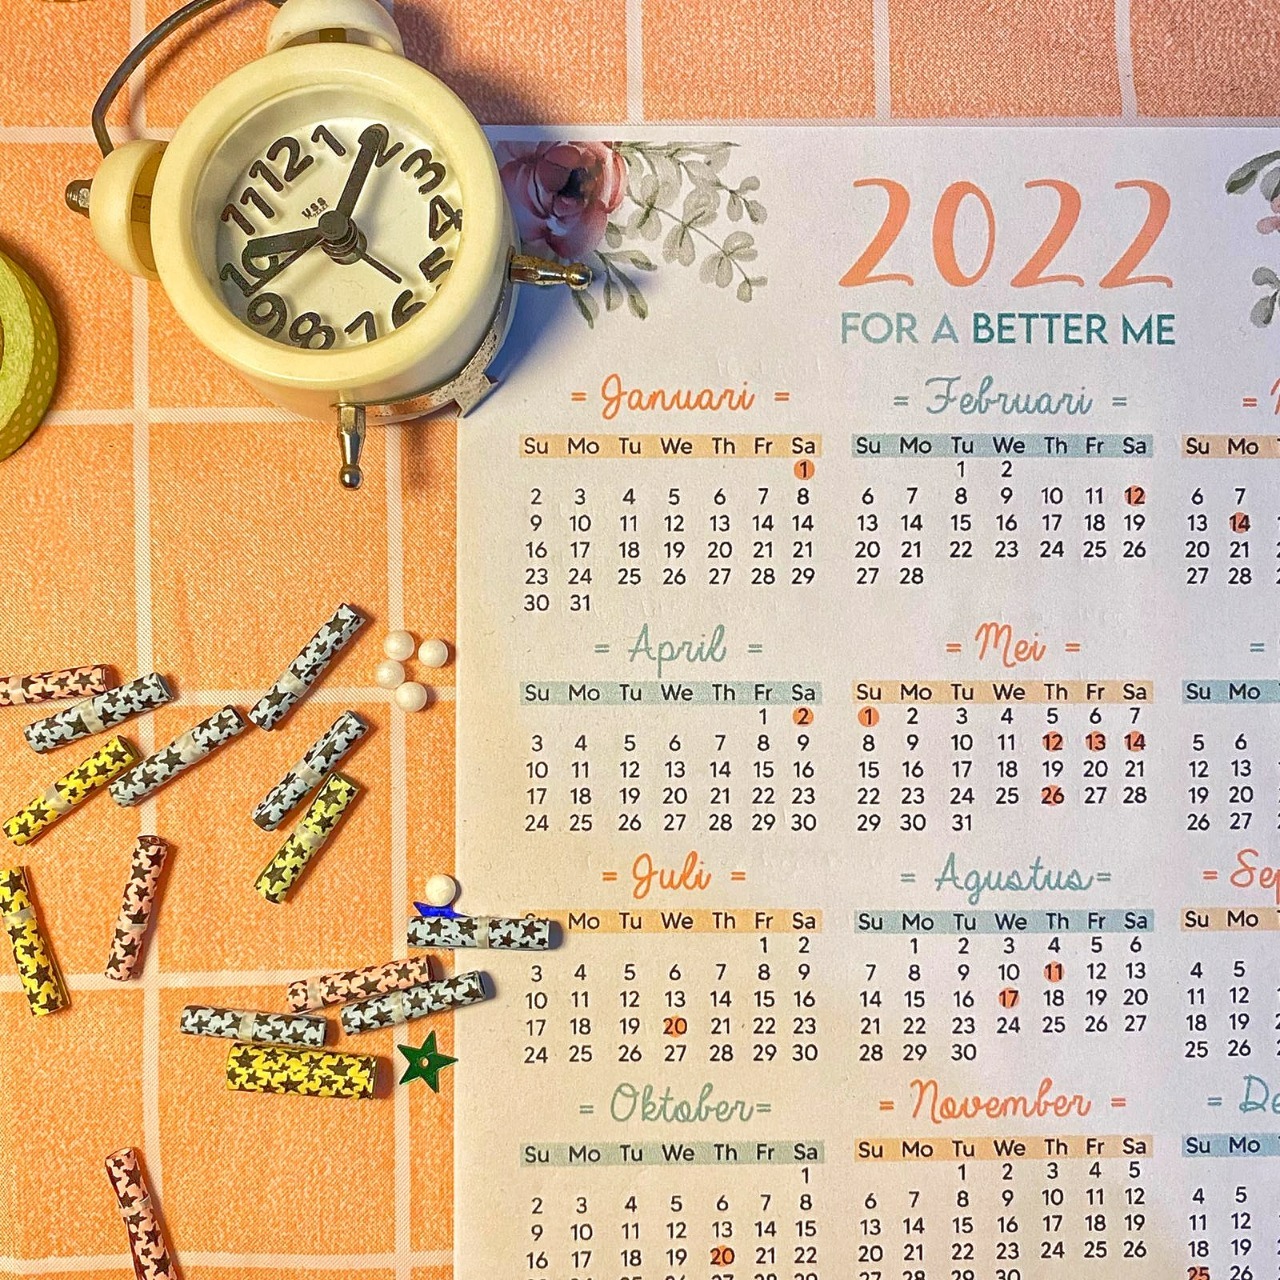 12
1
2
3
4
5
6
7
8
9
10
11
USS
2022
FOR A BETTER ME
= Januari =
Su Mo Tu We Th Fr Sa
1
2 3 4 5 6 7 8
9 10 11 12 13 14 14
16 17 18 19 20 21 21
23 24 25 26 27 28 29
30 31
= Februari =
Su Mo Tu We Th Fr Sa
1 2
6 7 8 9 10 11 12
13 14 15 16 17 18 19
20 21 22 23 24 25 26
27 28
Su Mo
6 7
13 14
20 21
27 28
= April =
Su Mo Tu We Th Fr Sa
1 2
3 4 5 6 7 8 9
10 11 12 13 14 15 16
17 18 19 20 21 22 23
24 25 26 27 28 29 30
= Mei =
Su Mo Tu We Th Fr Sa
1 2 3 4 5 6 7
8 9 10 11 12 13 14
15 16 17 18 19 20 21
22 23 24 25 26 27 28
29 30 31
=
Su Mo
5 6
12 13
19 20
26 27
= Juli =
Su Mo Tu We Th Fr Sa
1 2
3 4 5 6 7 8 9
10 11 12 13 14 15 16
17 18 19 20 21 22 23
24 25 26 27 28 29 30
= Agustus=
Su Mo Tu We Th Fr Sa
1 2 3 4 5 6
7 8 9 10 11 12 13
14 15 16 17 18 19 20
21 22 23 24 25 26 27
28 29 30
= Se
Su Mo
4 5
11 12
18 19
25 26
= Oktober=
Su Mo Tu We Th Fr Sa
1
2 3 4 5 6 7 8
9 10 11 12 13 14 15
16 17 18 19 20 21 22
= November =
Su Mo Tu We Th Fr Sa
1 2 3 4 5
6 7 8 9 10 11 12
13 14 15 16 17 18 19
20 21 22 23 24 25 26
27 28 29 30
= De
Su Mo
4 5
11 12
18 19
25 26